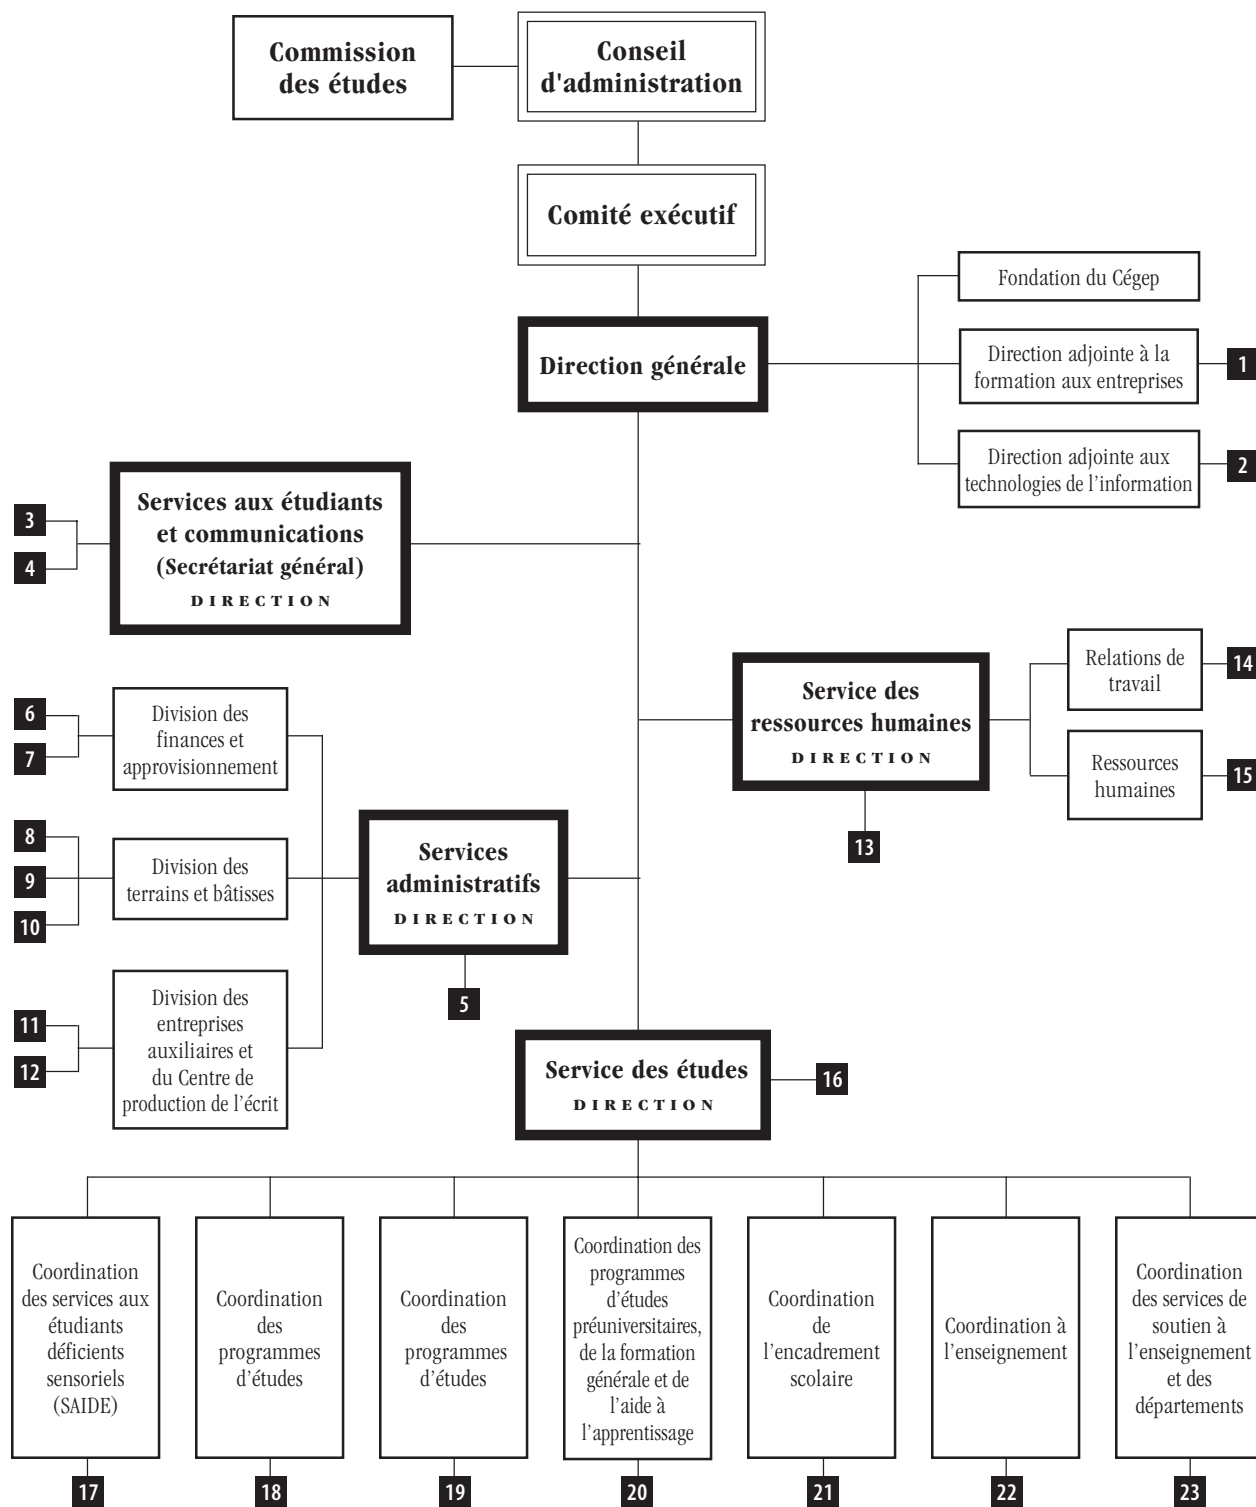 Commission
des études
Conseil
d'administration
Comité exécutif
Direction générale
Fondation du Cégep
Direction adjointe à la
formation aux entreprises
1
Direction adjointe aux
technologies de l’information
2
3
4
Services aux étudiants
et communications
(Secrétariat général)
DIRECTION
Service des
ressources humaines
DIRECTION
13
Relations de
travail
14
Ressources
humaines
15
6
7
Division des
finances et
approvisionnement
8
9
10
Division des
terrains et bâtisses
11
12
Division des
entreprises
auxiliaires et
du Centre de
production de l’écrit
Services
administratifs
DIRECTION
5
Service des études
DIRECTION
16
Coordination
des services aux
étudiants
déficients
sensoriels
(SAIDE)
17
Coordination
des
programmes
d’études
18
Coordination
des
programmes
d’études
19
Coordination des
programmes
d’études
préuniversitaires,
de la formation
générale et de
l’aide à
l’apprentissage
20
Coordination
de
l’encadrement
scolaire
21
Coordination à
l’enseignement
22
Coordination
des services de
soutien à
l’enseignement
et des
départements
23